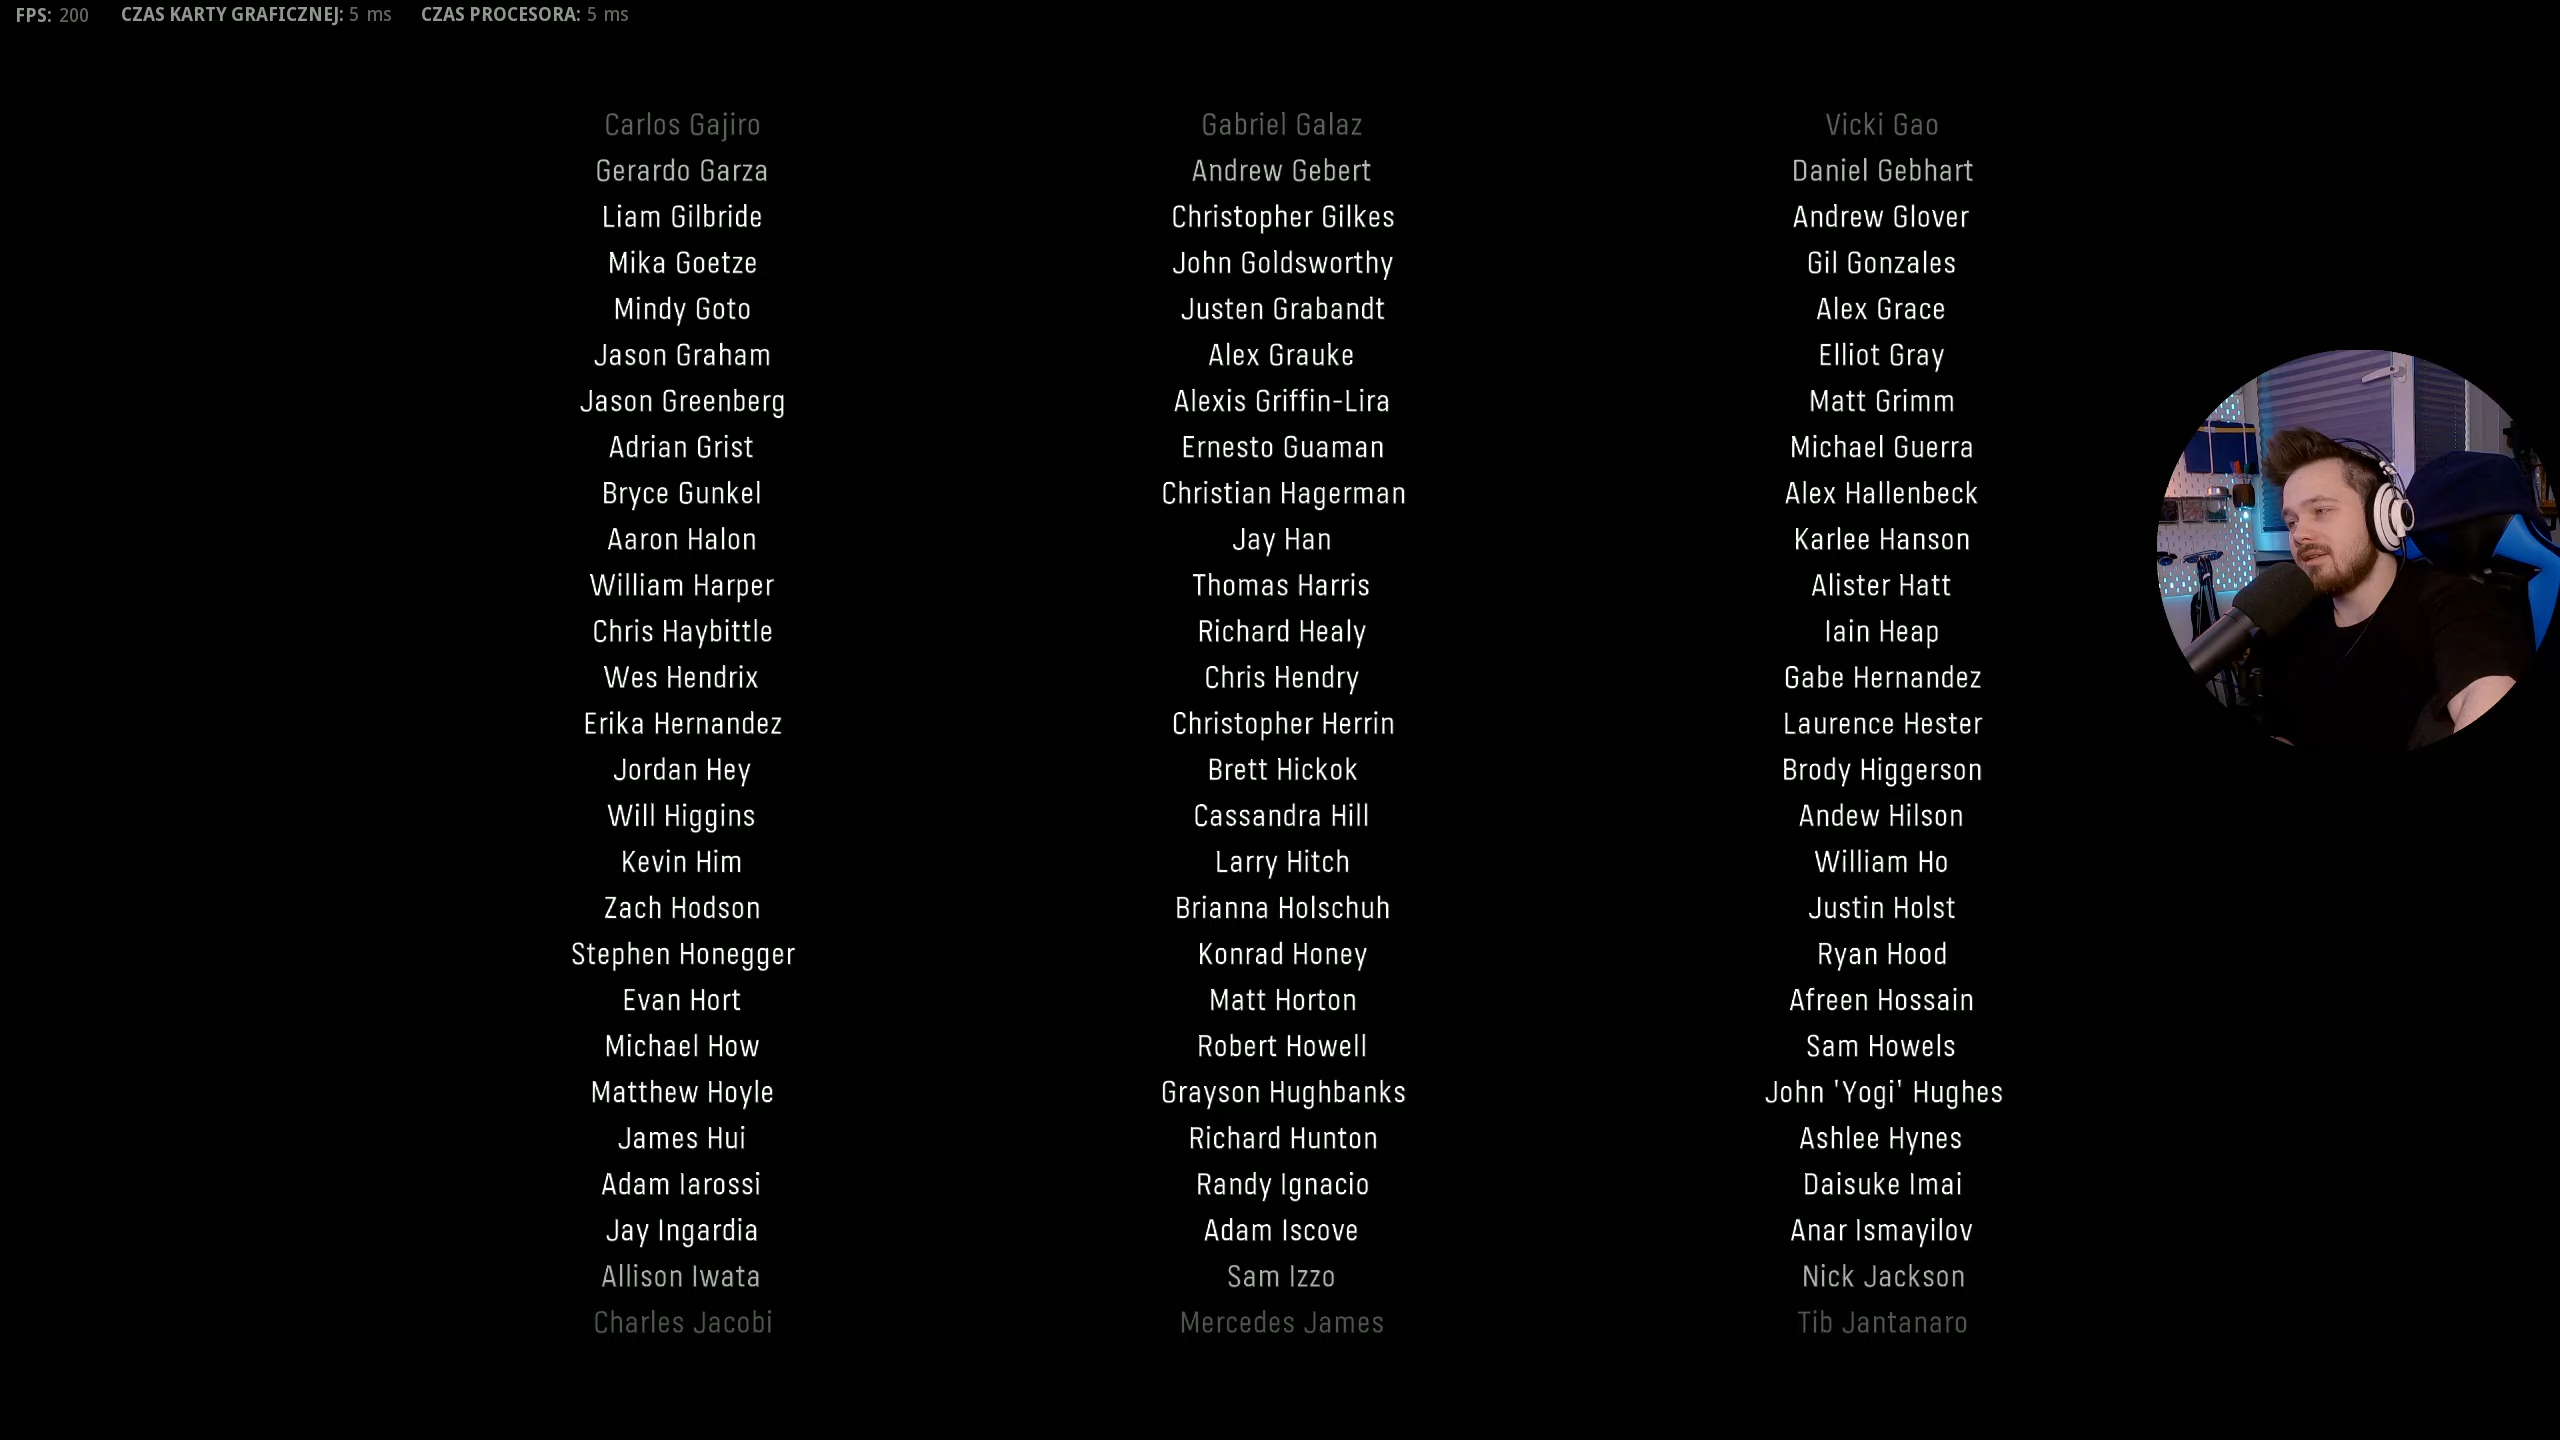 FPS: 200 CZAS KARTY GRAFICZNEJ: 5 ms CZAS PROCESORA: 5 ms
Carlos Gajiro Gabriel Galaz Vicki Gao
Gerardo Garza Andrew Gebert Daniel Gebhart
Liam Gilbride Christopher Gilkes Andrew Glover
Mika Goetze John Goldsworthy Gil Gonzales
Mindy Goto Justen Grabandt Alex Grace
Jason Graham Alex Grauke Elliot Gray
Jason Greenberg Alexis Griffin-Lira Matt Grimm
Adrian Grist Ernesto Guaman Michael Guerra
Bryce Gunkel Christian Hagerman Alex Hallenbeck
Aaron Halon Jay Han Karlee Hanson
William Harper Thomas Harris Alister Hatt
Chris Haybittle Richard Healy Iain Heap
Wes Hendrix Chris Hendry Gabe Hernandez
Erika Hernandez Christopher Herrin Laurence Hester
Jordan Hey Brett Hickok Brody Higgerson
Will Higgins Cassandra Hill Andew Hilson
Kevin Him Larry Hitch William Ho
Zach Hodson Brianna Holschuh Justin Holst
Stephen Honegger Konrad Honey Ryan Hood
Evan Hort Matt Horton Afreen Hossain
Michael How Robert Howell Sam Howels
Matthew Hoyle Grayson Hughbanks John 'Yogi' Hughes
James Hui Richard Hunton Ashlee Hynes
Adam Iarossi Randy Ignacio Daisuke Imai
Jay Ingardia Adam Iscove Anar Ismayilov
Allison Iwata Sam Izzo Nick Jackson
Charles Jacobi Mercedes James Tib Jantanaro